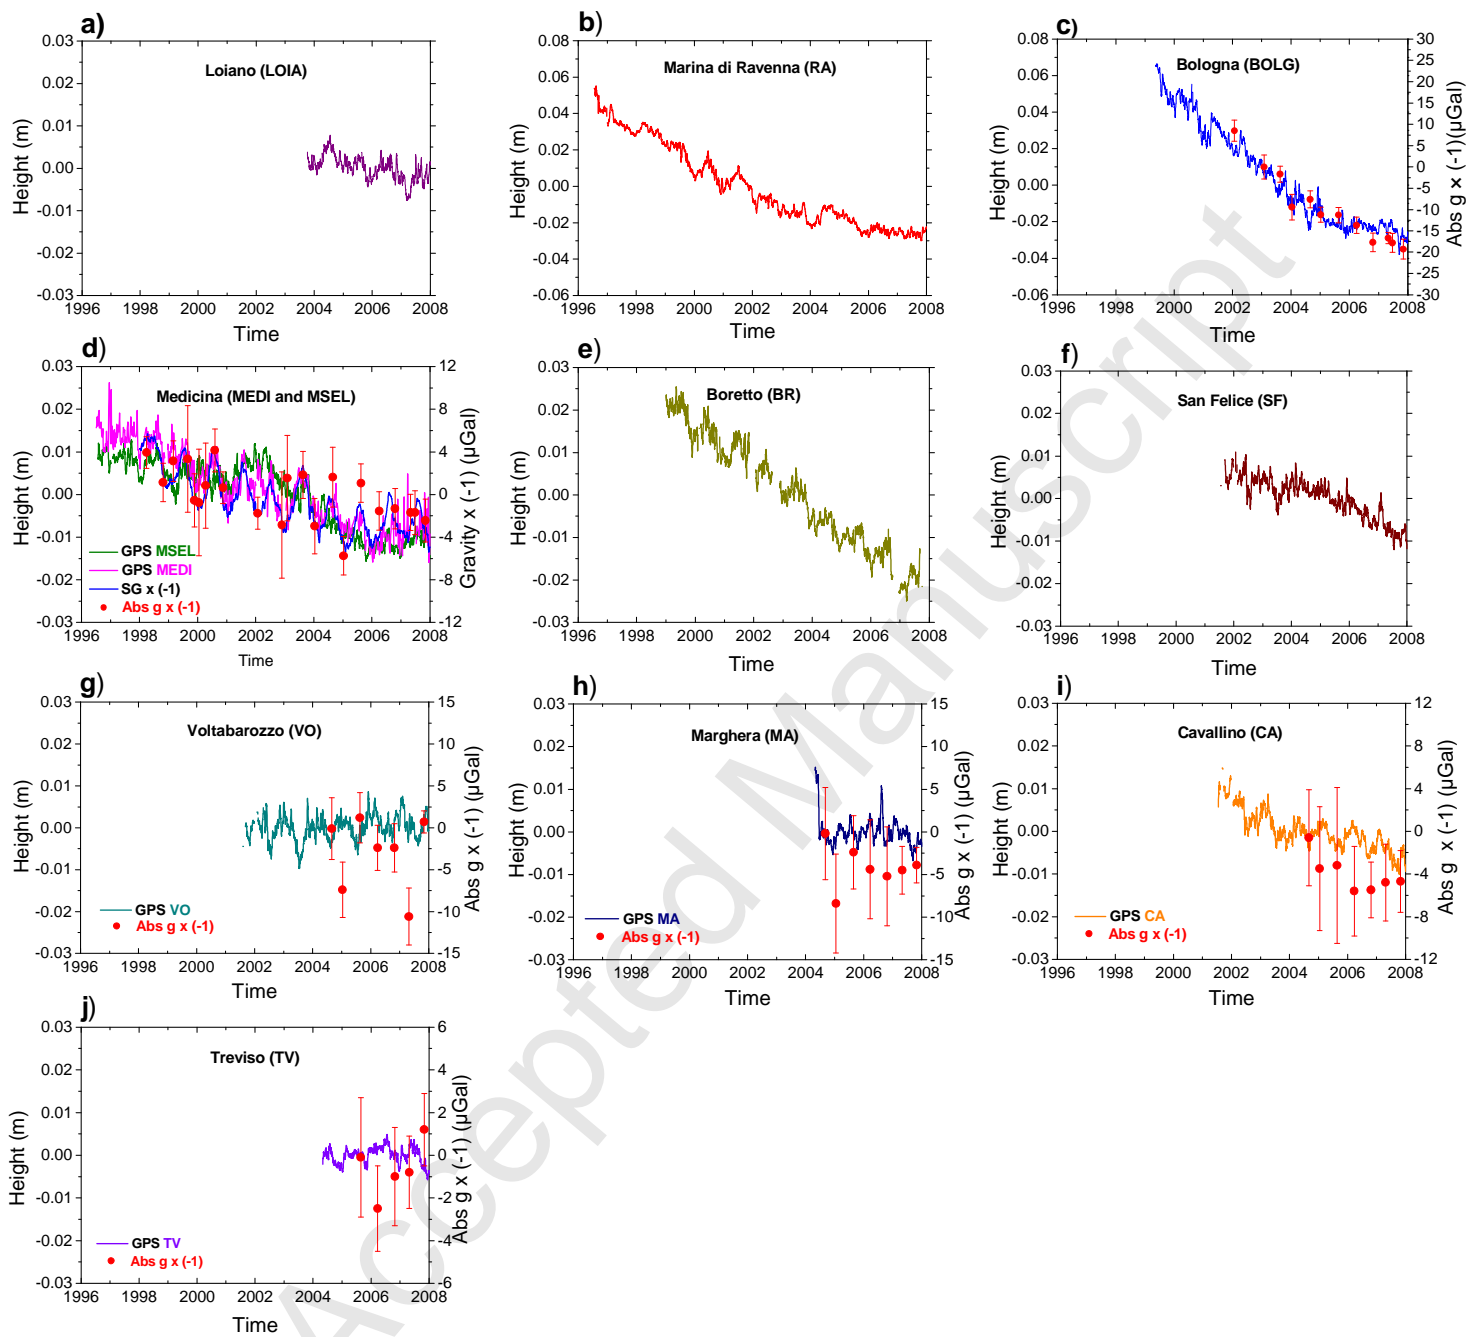 a)
0.03
0.02
0.01
0.00
-0.01
-0.02
-0.03
Height (m)
Loiano (LOIA)
1996 1998 2000 2002 2004 2006 2008
Time
b)
0.08
0.06
0.04
0.02
0.00
-0.02
-0.04
-0.06
Height (m)
Marina di Ravenna (RA)
1996 1998 2000 2002 2004 2006 2008
Time
c)
0.08
0.06
0.04
0.02
0.00
-0.02
-0.04
-0.06
Height (m)
Bologna (BOLG)
30
25
20
15
10
5
0
-5
-10
-15
-20
-25
-30
Abs g × (-1)(µGal)
1996 1998 2000 2002 2004 2006 2008
Time
d)
0.03
0.02
0.01
0.00
-0.01
-0.02
-0.03
Height (m)
Medicina (MEDI and MSEL)
GPS MSEL
GPS MEDI
SG x (-1)
Abs g x (-1)
12
8
4
0
-4
-8
-12
Gravity x (-1) (µGal)
1996 1998 2000 2002 2004 2006 2008
Time
e)
0.03
0.02
0.01
0.00
-0.01
-0.02
-0.03
Height (m)
Boretto (BR)
1996 1998 2000 2002 2004 2006 2008
Time
f)
0.03
0.02
0.01
0.00
-0.01
-0.02
-0.03
Height (m)
San Felice (SF)
1996 1998 2000 2002 2004 2006 2008
Time
g)
0.03
0.02
0.01
0.00
-0.01
-0.02
-0.03
Height (m)
Voltabarozzo (VO)
GPS VO
Abs g x (-1)
15
10
5
0
-5
-10
-15
Abs g x (-1) (µGal)
1996 1998 2000 2002 2004 2006 2008
Time
h)
0.03
0.02
0.01
0.00
-0.01
-0.02
-0.03
Height (m)
Marghera (MA)
GPS MA
Abs g x (-1)
15
10
5
0
-5
-10
-15
Abs g x (-1) (µGal)
1996 1998 2000 2002 2004 2006 2008
Time
i)
0.03
0.02
0.01
0.00
-0.01
-0.02
-0.03
Height (m)
Cavallino (CA)
GPS CA
Abs g x (-1)
12
8
4
0
-4
-8
-12
Abs g x (-1) (µGal)
1996 1998 2000 2002 2004 2006 2008
Time
j)
0.03
0.02
0.01
0.00
-0.01
-0.02
-0.03
Height (m)
Treviso (TV)
GPS TV
Abs g x (-1)
6
4
2
0
-2
-4
-6
Abs g x (-1) (µGal)
1996 1998 2000 2002 2004 2006 2008
Time
Accepted Manuscript